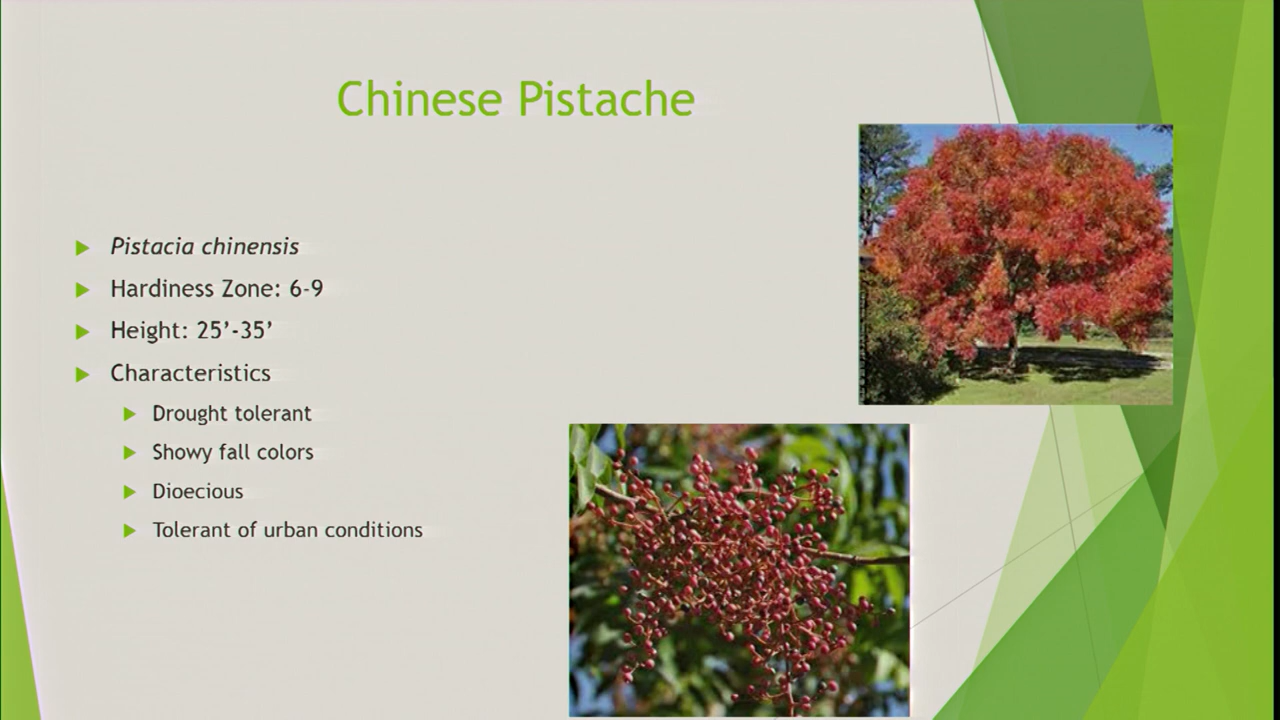 Chinese Pistache
Pistacia chinensis
Hardiness Zone: 6-9
Height: 25’-35’
Characteristics
Drought tolerant
Showy fall colors
Dioecious
Tolerant of urban conditions